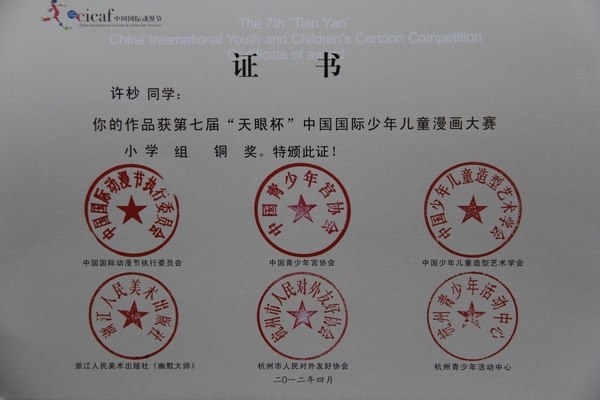 cicaf 中国国际动漫节
China International Cartoon & Animation Festival
The 7th "Tian Yan"
China International Youth and Children's Cartoon Competition
Certificate of award
证 书
许杪 同学：
你的作品获第七届“天眼杯”中国国际少年儿童漫画大赛
小学 组 铜 奖。特颁此证！
中国国际动漫节执行委员会
中国青少年宫协会
中国少年儿童造型艺术学会
中国国际动漫节执行委员会
中国青少年宫协会
中国少年儿童造型艺术学会
浙江人民美术出版社
杭州市人民对外友好协会
杭州青少年活动中心
浙江人民美术出版社《幽默大师》
杭州市人民对外友好协会
杭州青少年活动中心
二〇一二年四月